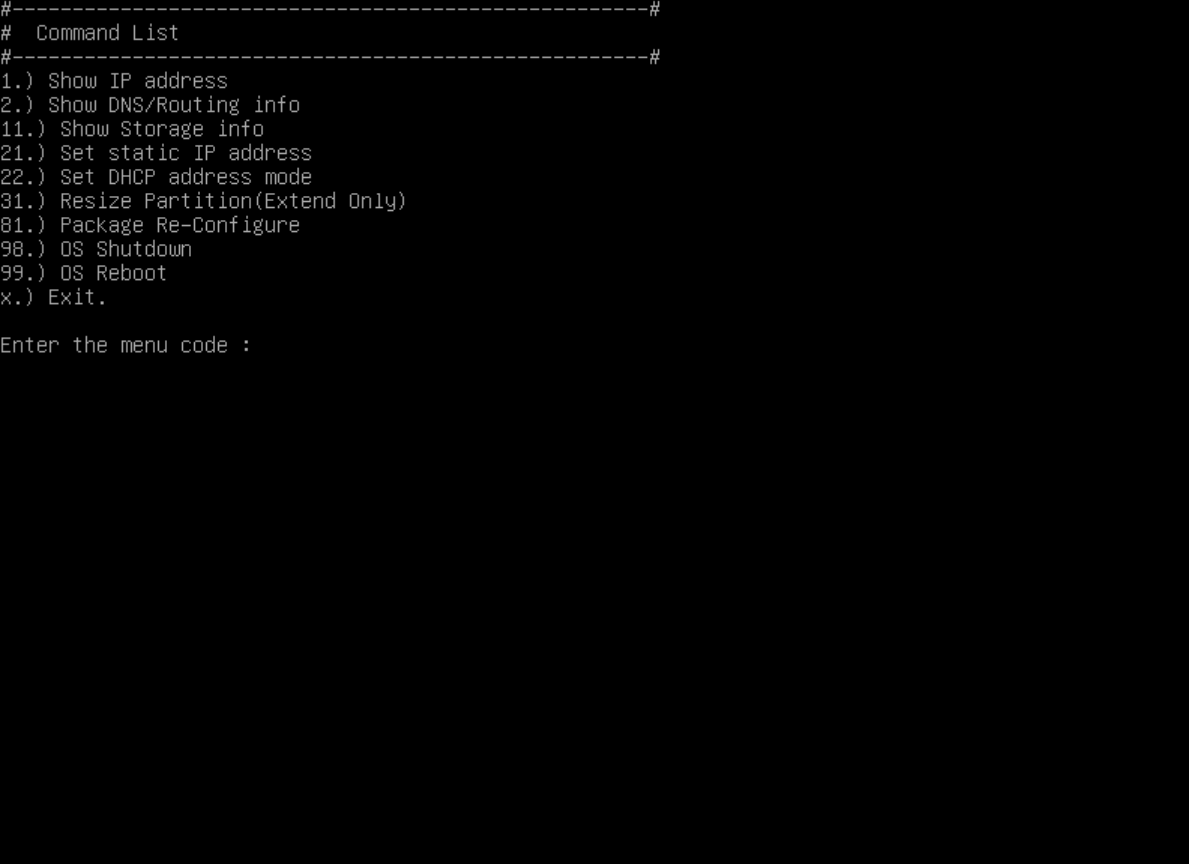 #-----------------------------------------------------#
#  Command List
#-----------------------------------------------------#
1.) Show IP address
2.) Show DNS/Routing info
11.) Show Storage info
21.) Set static IP address
22.) Set DHCP address mode
31.) Resize Partition(Extend Only)
81.) Package Re-Configure
98.) OS Shutdown
99.) OS Reboot
x.) Exit.
Enter the menu code :